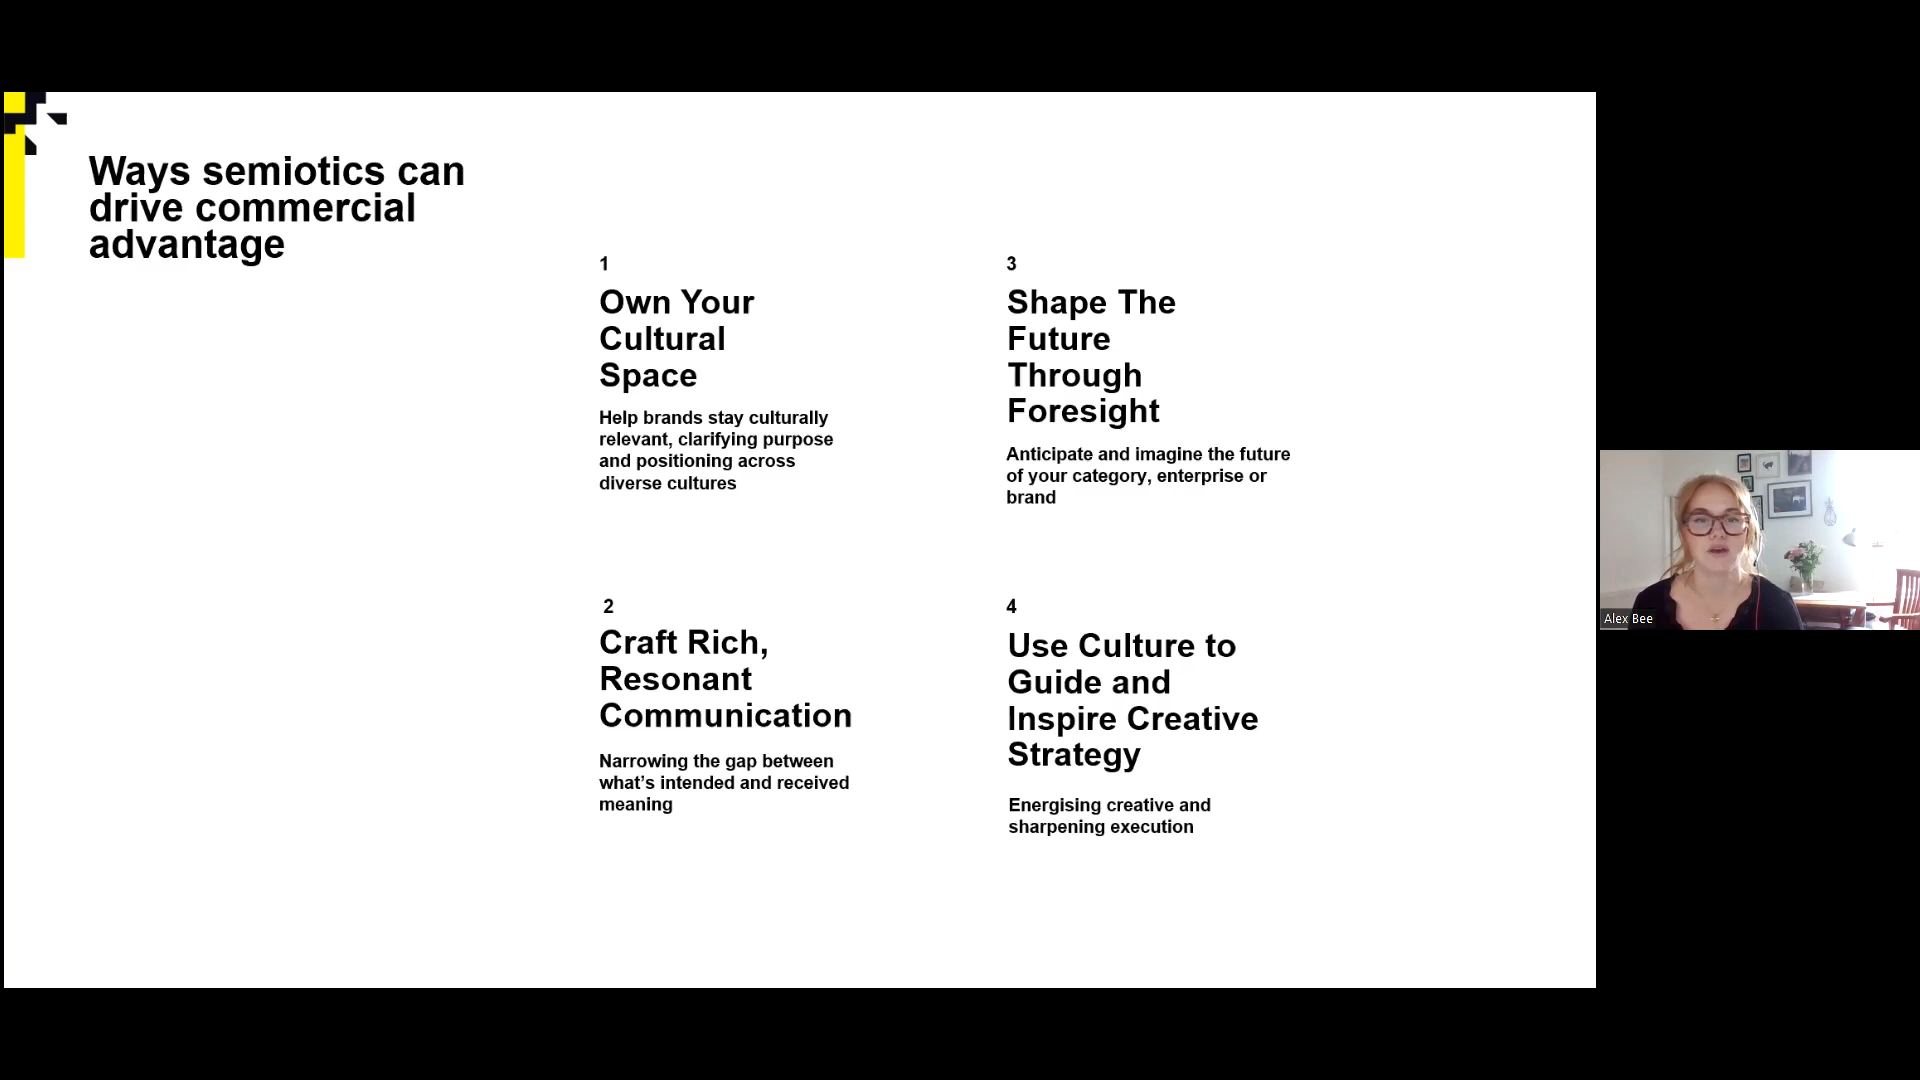 Ways semiotics can
drive commercial
advantage
1
Own Your
Cultural
Space
Help brands stay culturally
relevant, clarifying purpose
and positioning across
diverse cultures
2
Craft Rich,
Resonant
Communication
Narrowing the gap between
what’s intended and received
meaning
3
Shape The
Future
Through
Foresight
Anticipate and imagine the future
of your category, enterprise or
brand
4
Use Culture to
Guide and
Inspire Creative
Strategy
Energising creative and
sharpening execution
Alex Bee